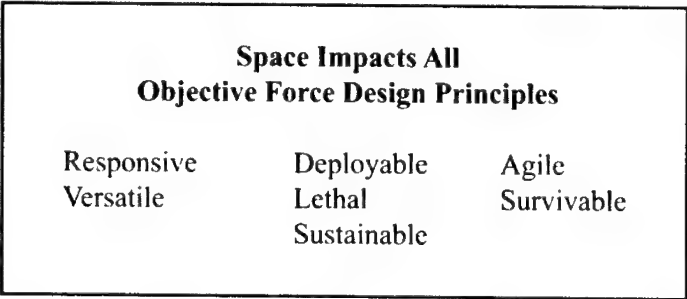 Space Impacts All
Objective Force Design Principles
Responsive Deployable Agile
Versatile Lethal Survivable
Sustainable